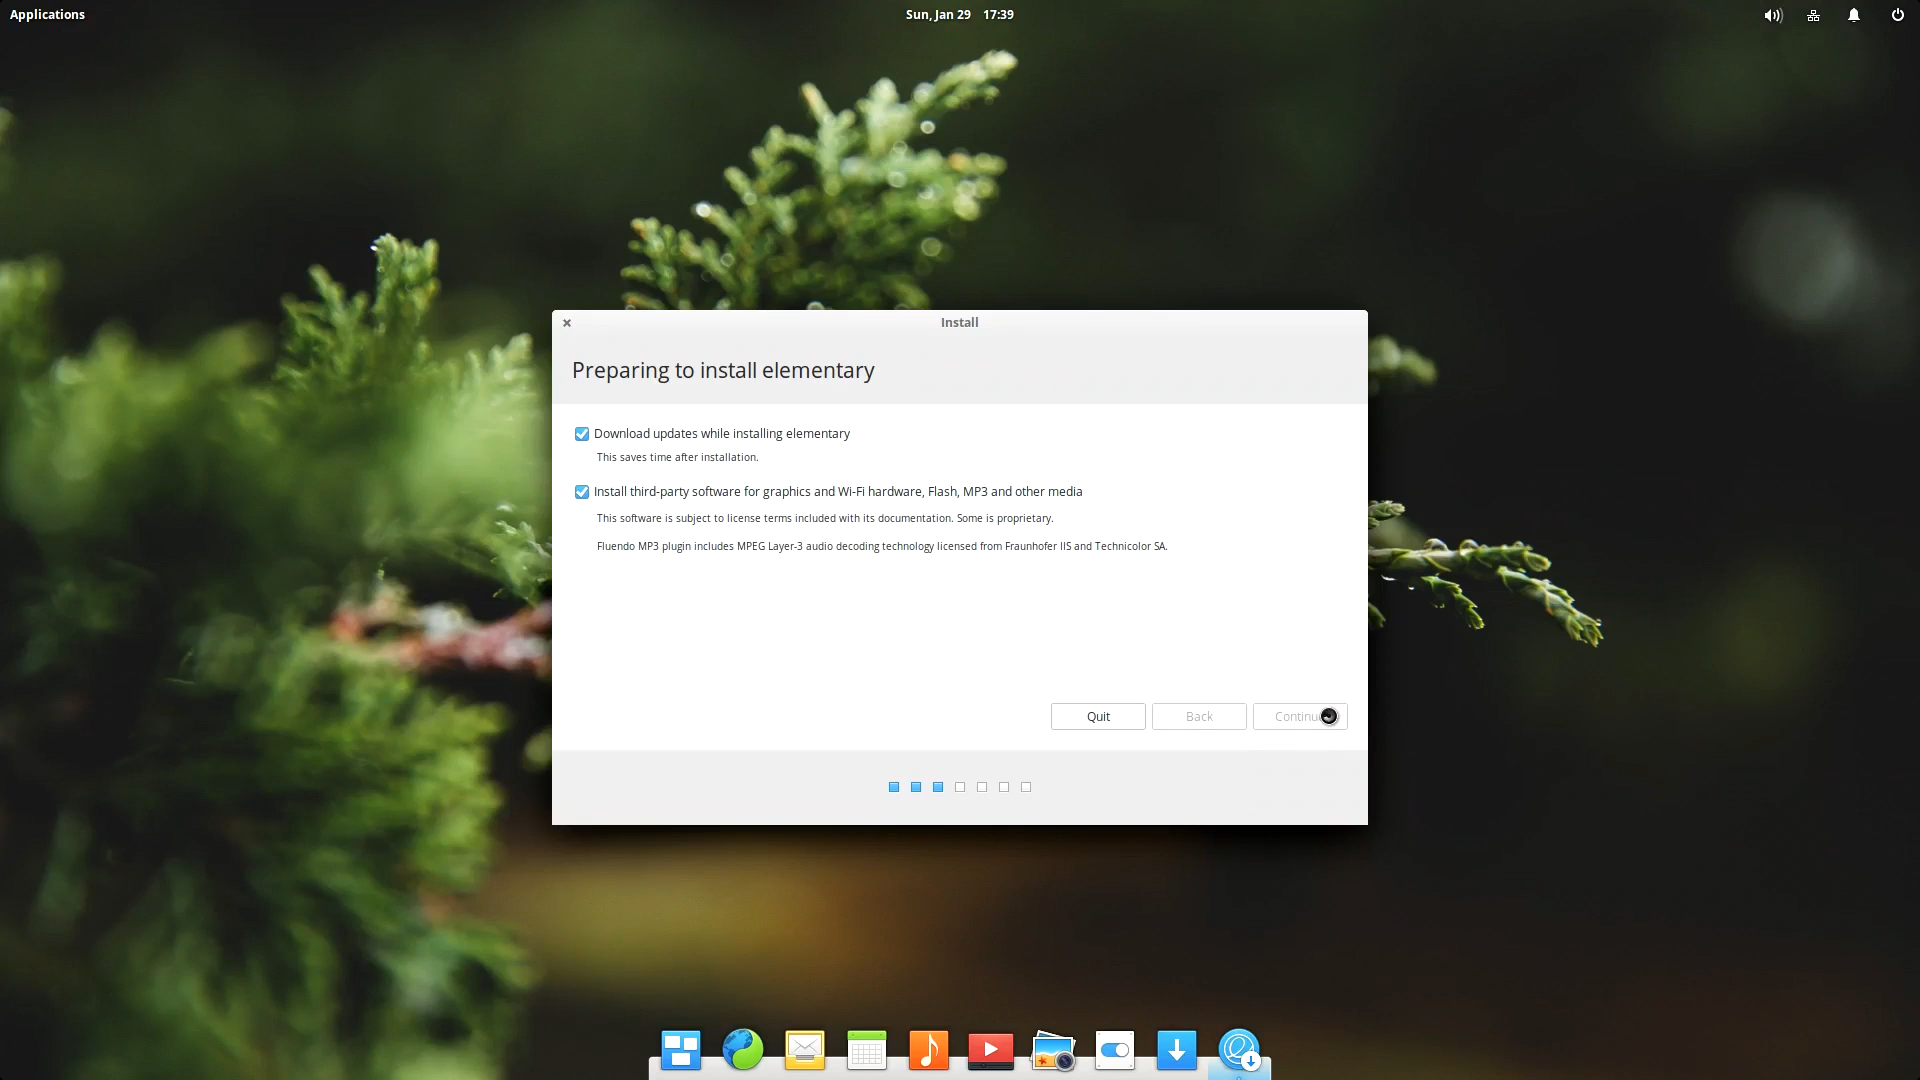 Applications
Sun, Jan 29 17:39
Install
Preparing to install elementary
Download updates while installing elementary
This saves time after installation.
Install third-party software for graphics and Wi-Fi hardware, Flash, MP3 and other media
This software is subject to license terms included with its documentation. Some is proprietary.
Fluendo MP3 plugin includes MPEG Layer-3 audio decoding technology licensed from Fraunhofer IIS and Technicolor SA.
Quit Back Continu